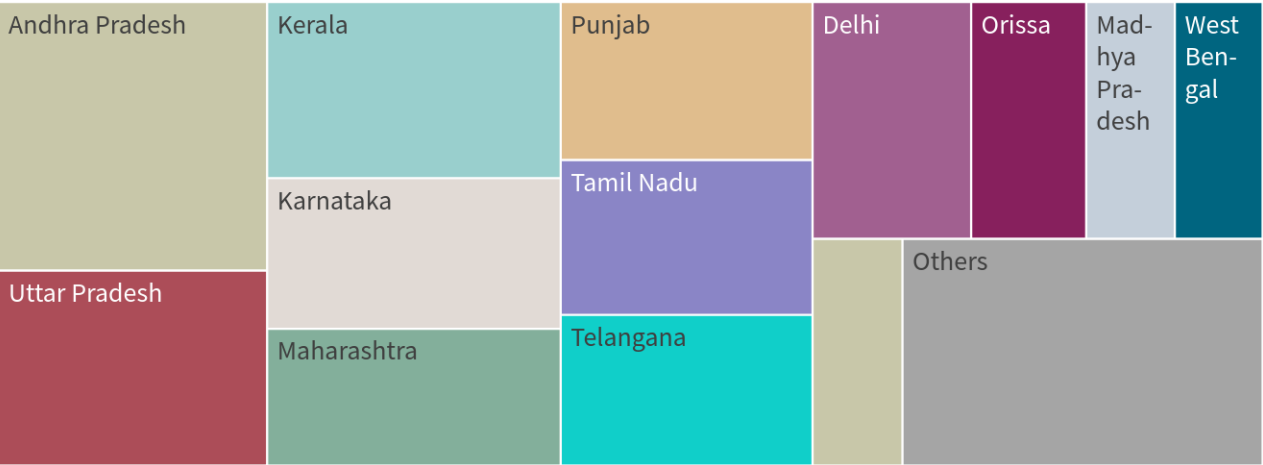 Andhra Pradesh
Uttar Pradesh
Kerala
Karnataka
Maharashtra
Punjab
Tamil Nadu
Telangana
Delhi
Orissa
Mad-
hya
Pra-
desh
West
Ben-
gal
Others